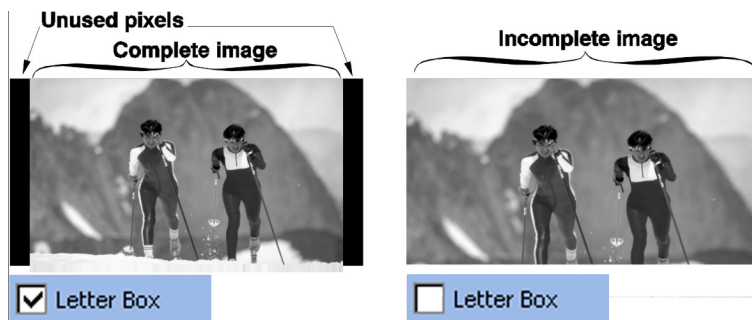 Unused pixels
Complete image
Incomplete image
Letter Box
Letter Box